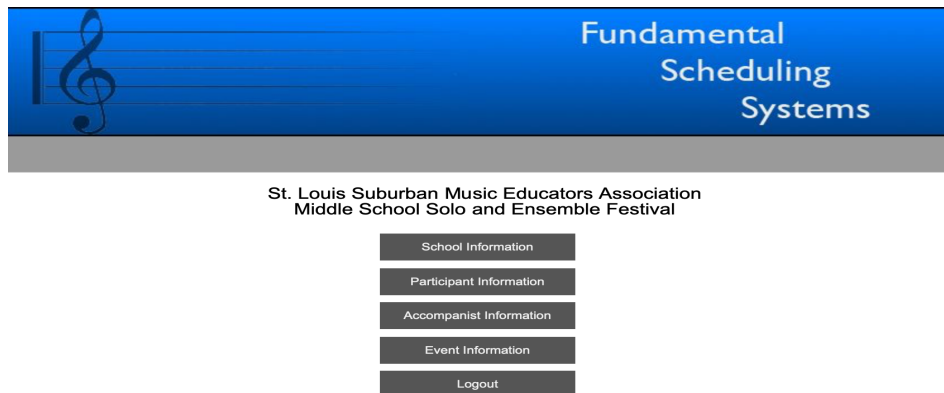 Fundamental
Scheduling
Systems
St. Louis Suburban Music Educators Association
Middle School Solo and Ensemble Festival
School Information
Participant Information
Accompanist Information
Event Information
Logout